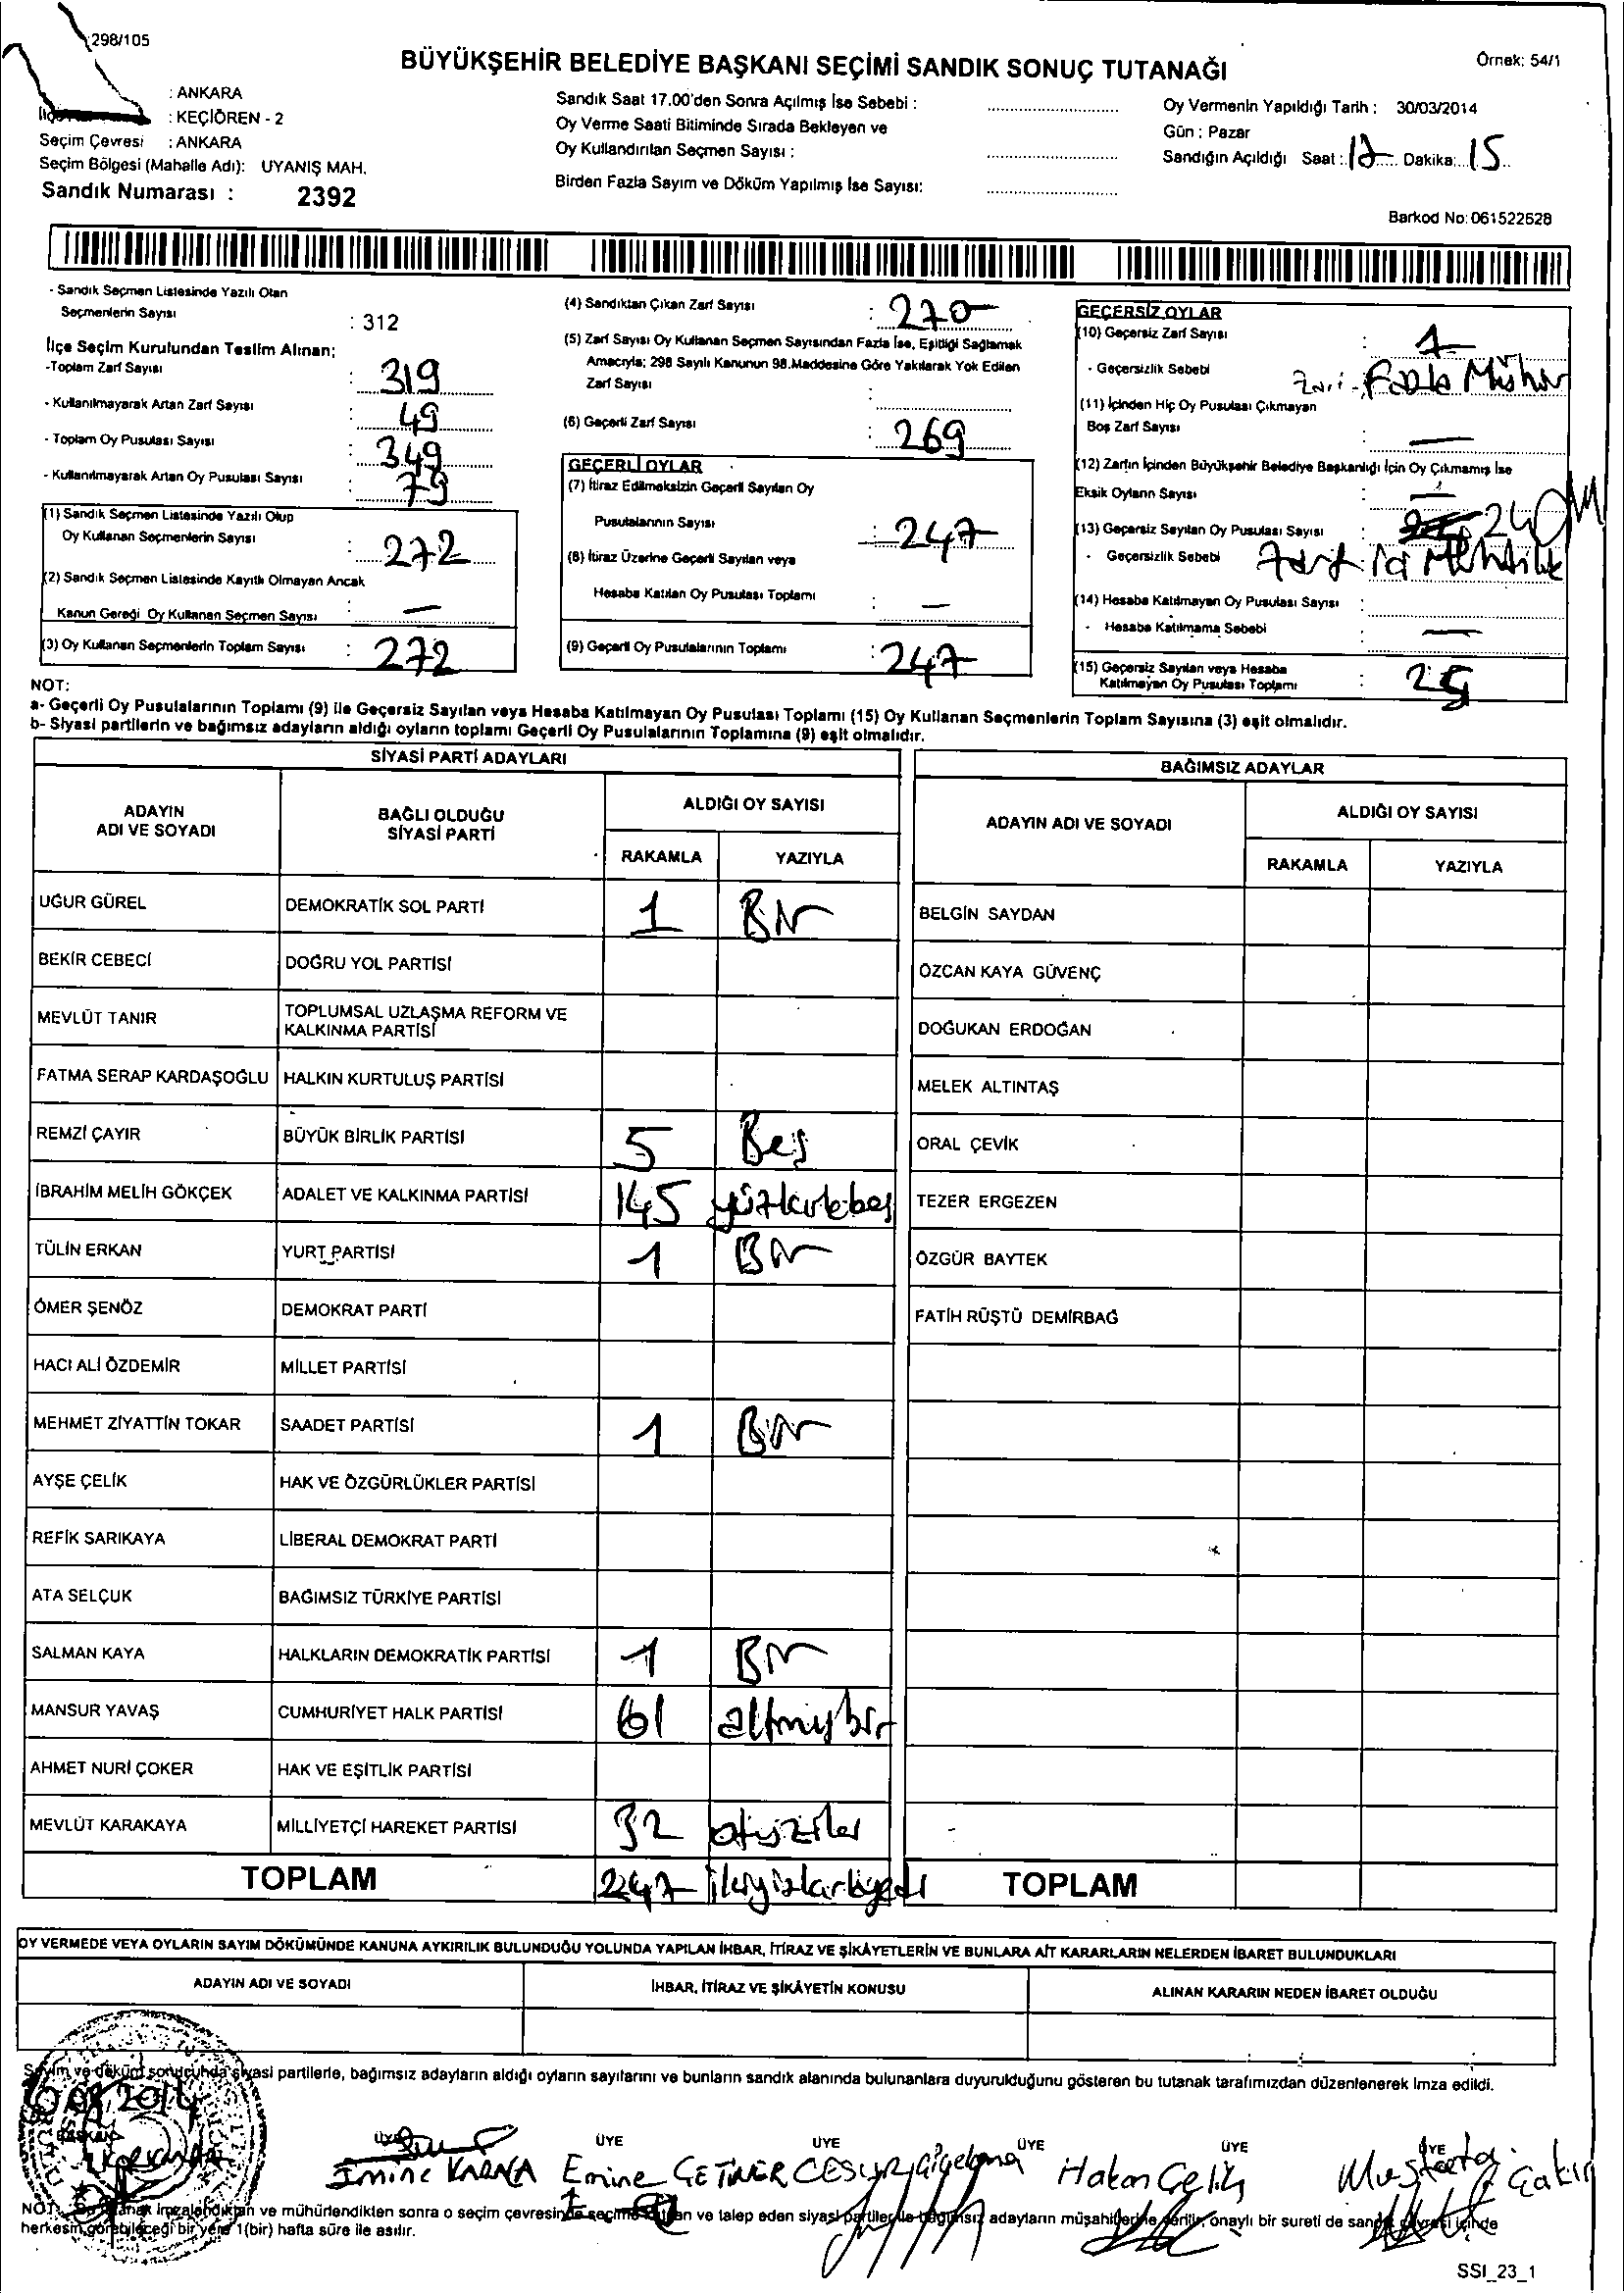 298/105
BÜYÜKŞEHİR BELEDİYE BAŞKANI SEÇİMİ SANDIK SONUÇ TUTANAĞI
Örnek: 54/1
: ANKARA
: KEÇİÖREN - 2
Seçim Çevresi : ANKARA
Seçim Bölgesi (Mahalle Adı): UYANIŞ MAH.
Sandık Numarası : 2392
Sandık Saat 17.00'den Sonra Açılmış İse Sebebi :
Oy Verme Saati Bitiminde Sırada Bekleyen ve
Oy Kullandırılan Seçmen Sayısı :
Birden Fazla Sayım ve Döküm Yapılmış İse Sayısı:
Oy Vermenin Yapıldığı Tarih : 30/03/2014
Gün : Pazar
Sandığın Açıldığı Saat : 17 Dakika: 15
Barkod No: 061522628
- Sandık Seçmen Listesinde Yazılı Olan
Seçmenlerin Sayısı : 312
İlçe Seçim Kurulundan Teslim Alınan:
-Toplam Zarf Sayısı : 319
- Kullanılmayarak Artan Zarf Sayısı : 49
- Toplam Oy Pusulası Sayısı : 349
- Kullanılmayarak Artan Oy Pusulası Sayısı : 79
(1) Sandık Seçmen Listesinde Yazılı Olup
Oy Kullanan Seçmenlerin Sayısı : 272
(2) Sandık Seçmen Listesinde Kayıtlı Olmayan Ancak
Kanun Gereği Oy Kullanan Seçmen Sayısı : —
(3) Oy Kullanan Seçmenlerin Toplam Sayısı : 272
(4) Sandıktan Çıkan Zarf Sayısı : 270
(5) Zarf Sayısı Oy Kullanan Seçmen Sayısından Fazla İse, Eşitliği Sağlamak
Amacıyla; 298 Sayılı Kanunun 98.Maddesine Göre Yakılarak Yok Edilen
Zarf Sayısı :
(6) Geçerli Zarf Sayısı : 269
GEÇERLİ OYLAR
(7) İtiraz Edilmeksizin Geçerli Sayılan Oy
Pusulalarının Sayısı : 247
(8) İtiraz Üzerine Geçerli Sayılan veya
Hesaba Katılan Oy Pusulası Toplamı : —
(9) Geçerli Oy Pusulalarının Toplamı : 247
GEÇERSİZ OYLAR
(10) Geçersiz Zarf Sayısı : 1
- Geçersizlik Sebebi Fazla Mühür
(11) İçinden Hiç Oy Pusulası Çıkmayan
Boş Zarf Sayısı : —
(12) Zarfın İçinden Büyükşehir Belediye Başkanlığı İçin Oy Çıkmamış İse
Eksik Oyların Sayısı : —
(13) Geçersiz Sayılan Oy Pusulası Sayısı : 24
- Geçersizlik Sebebi
(14) Hesaba Katılmayan Oy Pusulası Sayısı :
- Hesaba Katılmama Sebebi : —
(15) Geçersiz Sayılan veya Hesaba
Katılmayan Oy Pusulası Toplamı : 25
NOT:
a- Geçerli Oy Pusulalarının Toplamı (9) ile Geçersiz Sayılan veya Hesaba Katılmayan Oy Pusulası Toplamı (15) Oy Kullanan Seçmenlerin Toplam Sayısına (3) eşit olmalıdır.
b- Siyasi partilerin ve bağımsız adayların aldığı oyların toplamı Geçerli Oy Pusulalarının Toplamına (9) eşit olmalıdır.
SİYASİ PARTİ ADAYLARI
ADAYIN ADI VE SOYADI
BAĞLI OLDUĞU SİYASİ PARTİ
ALDIĞI OY SAYISI
RAKAMLA YAZIYLA
UĞUR GÜREL DEMOKRATİK SOL PARTİ 1 Bir
BEKİR CEBECİ DOĞRU YOL PARTİSİ
MEVLÜT TANIR TOPLUMSAL UZLAŞMA REFORM VE KALKINMA PARTİSİ
FATMA SERAP KARDAŞOĞLU HALKIN KURTULUŞ PARTİSİ
REMZİ ÇAYIR BÜYÜK BİRLİK PARTİSİ 5 Beş
İBRAHİM MELİH GÖKÇEK ADALET VE KALKINMA PARTİSİ 145 yüzkırkbeş
TÜLİN ERKAN YURT PARTİSİ 1 Bir
ÖMER ŞENÖZ DEMOKRAT PARTİ
HACI ALİ ÖZDEMİR MİLLET PARTİSİ
MEHMET ZİYATTİN TOKAR SAADET PARTİSİ 1 Bir
AYŞE ÇELİK HAK VE ÖZGÜRLÜKLER PARTİSİ
REFİK SARIKAYA LİBERAL DEMOKRAT PARTİ
ATA SELÇUK BAĞIMSIZ TÜRKİYE PARTİSİ
SALMAN KAYA HALKLARIN DEMOKRATİK PARTİSİ 1 Bir
MANSUR YAVAŞ CUMHURİYET HALK PARTİSİ 61 altmışbir
AHMET NURİ ÇOKER HAK VE EŞİTLİK PARTİSİ
MEVLÜT KARAKAYA MİLLİYETÇİ HAREKET PARTİSİ 32 otuziki
TOPLAM 247 ikiyüzkırkyedi
BAĞIMSIZ ADAYLAR
ADAYIN ADI VE SOYADI
ALDIĞI OY SAYISI
RAKAMLA YAZIYLA
BELGİN SAYDAN
ÖZCAN KAYA GÜVENÇ
DOĞUKAN ERDOĞAN
MELEK ALTINTAŞ
ORAL ÇEVİK
TEZER ERGEZEN
ÖZGÜR BAYTEK
FATİH RÜŞTÜ DEMİRBAĞ
TOPLAM
OY VERMEDE VEYA OYLARIN SAYIM DÖKÜMÜNDE KANUNA AYKIRILIK BULUNDUĞU YOLUNDA YAPILAN İHBAR, İTİRAZ VE ŞİKÂYETLERİN VE BUNLARA AİT KARARLARIN NELERDEN İBARET BULUNDUKLARI
ADAYIN ADI VE SOYADI
İHBAR, İTİRAZ VE ŞİKÂYETİN KONUSU
ALINAN KARARIN NEDEN İBARET OLDUĞU
Sayım ve döküm sonucunda siyasi partilerle, bağımsız adayların aldığı oyların sayılarını ve bunların sandık alanında bulunanlara duyurulduğunu gösteren bu tutanak tarafımızdan düzenlenerek imza edildi.
BAŞKAN ÜYE ÜYE ÜYE ÜYE ÜYE ÜYE
Emine KARACA Emine ÇETİNER Hakan Çelik Mustafa Çakır
NOT: Bu tutanak imzalandıktan ve mühürlendikten sonra o seçim çevresinde seçime katılan ve talep eden siyasi partiler ile bağımsız adayların müşahitlerine verilir, onaylı bir sureti de sandık çevresi içinde
herkesin görebileceği bir yere 1(bir) hafta süre ile asılır.
SSI_23_1